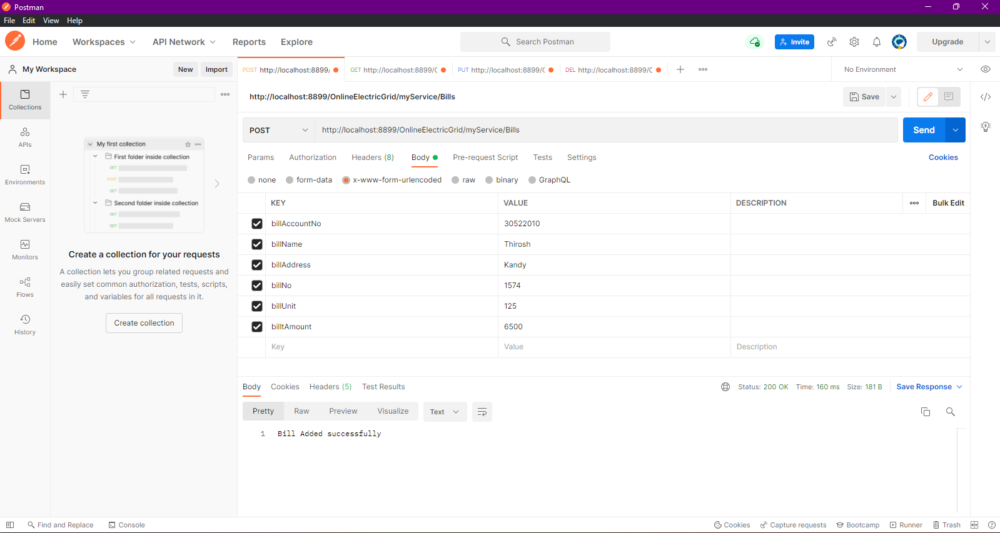 Postman
File Edit View Help
Home Workspaces API Network Reports Explore Search Postman Invite Upgrade
My Workspace New Import POST http://localhost:8899/ GET http://localhost:8899/C PUT http://localhost:8899/C DEL http://localhost:8899/C No Environment
Collections
APIs
Environments
Mock Servers
Monitors
Flows
History
My first collection
First folder inside collection
GET
POST
GET
Second folder inside collection
GET
GET
Create a collection for your requests
A collection lets you group related requests and
easily set common authorization, tests, scripts,
and variables for all requests in it.
Create collection
http://localhost:8899/OnlineElectricGrid/myService/Bills Save
POST http://localhost:8899/OnlineElectricGrid/myService/Bills Send
Params Authorization Headers (8) Body Pre-request Script Tests Settings Cookies
none form-data x-www-form-urlencoded raw binary GraphQL
KEY VALUE DESCRIPTION Bulk Edit
billAccountNo 30522010
billName Thirosh
billAddress Kandy
billNo 1574
billUnit 125
billtAmount 6500
Key Value Description
Body Cookies Headers (5) Test Results Status: 200 OK Time: 160 ms Size: 181 B Save Response
Pretty Raw Preview Visualize Text
1 Bill Added successfully
Find and Replace Console Cookies Capture requests Bootcamp Runner Trash